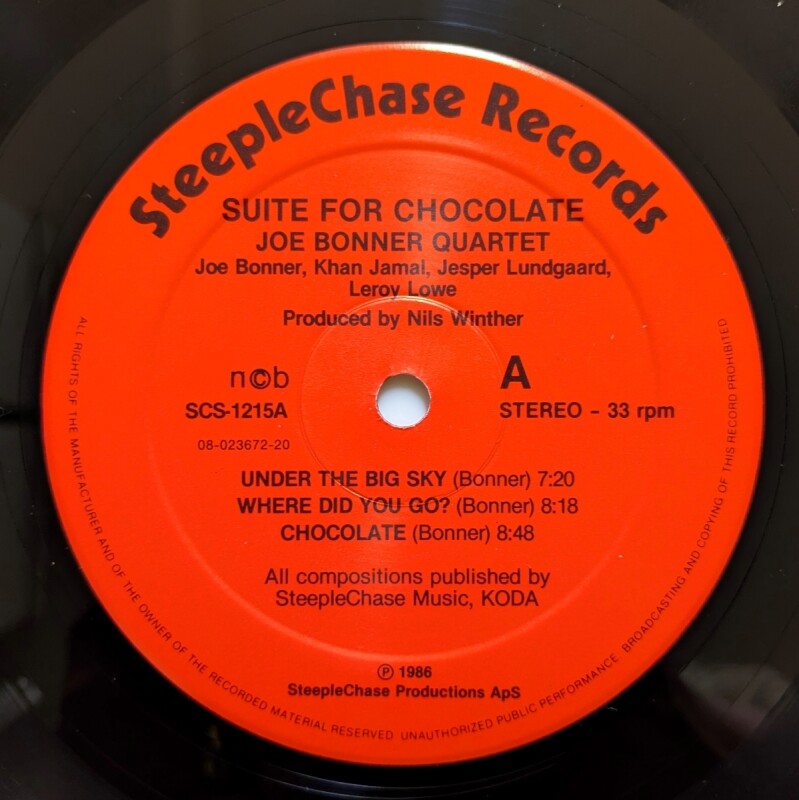 SteepleChase Records
SUITE FOR CHOCOLATE
JOE BONNER QUARTET
Joe Bonner, Khan Jamal, Jesper Lundgaard,
Leroy Lowe
Produced by Nils Winther
n©b
A
SCS-1215A
STEREO - 33 rpm
08-023672-20
UNDER THE BIG SKY (Bonner) 7:20
WHERE DID YOU GO? (Bonner) 8:18
CHOCOLATE (Bonner) 8:48
All compositions published by
SteepleChase Music, KODA
℗ 1986
SteepleChase Productions ApS
ALL RIGHTS OF THE MANUFACTURER AND OF THE OWNER OF THE RECORDED MATERIAL RESERVED UNAUTHORIZED PUBLIC PERFORMANCE BROADCASTING AND COPYING OF THIS RECORD PROHIBITED